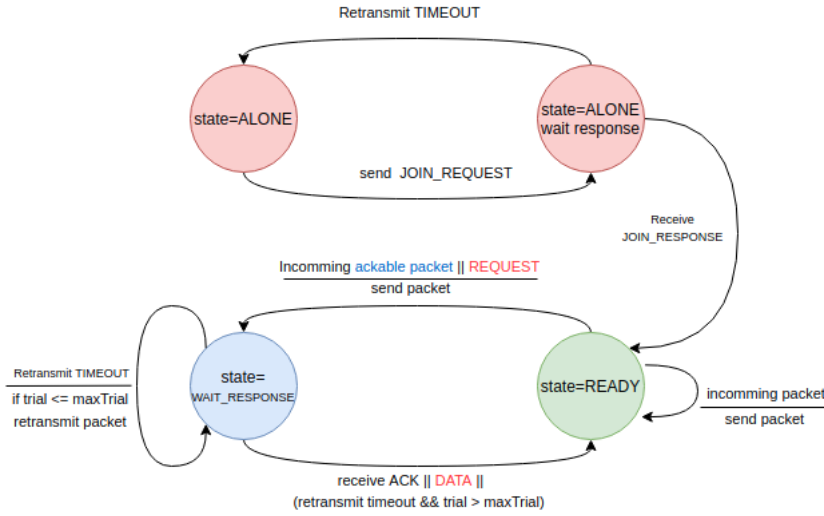 Retransmit TIMEOUT
state=ALONE
state=ALONE
wait response
send JOIN_REQUEST
Receive
JOIN_RESPONSE
Incomming ackable packet || REQUEST
send packet
Retransmit TIMEOUT
if trial <= maxTrial
retransmit packet
state=
WAIT_RESPONSE
state=READY
incomming packet
send packet
receive ACK || DATA ||
(retransmit timeout && trial > maxTrial)